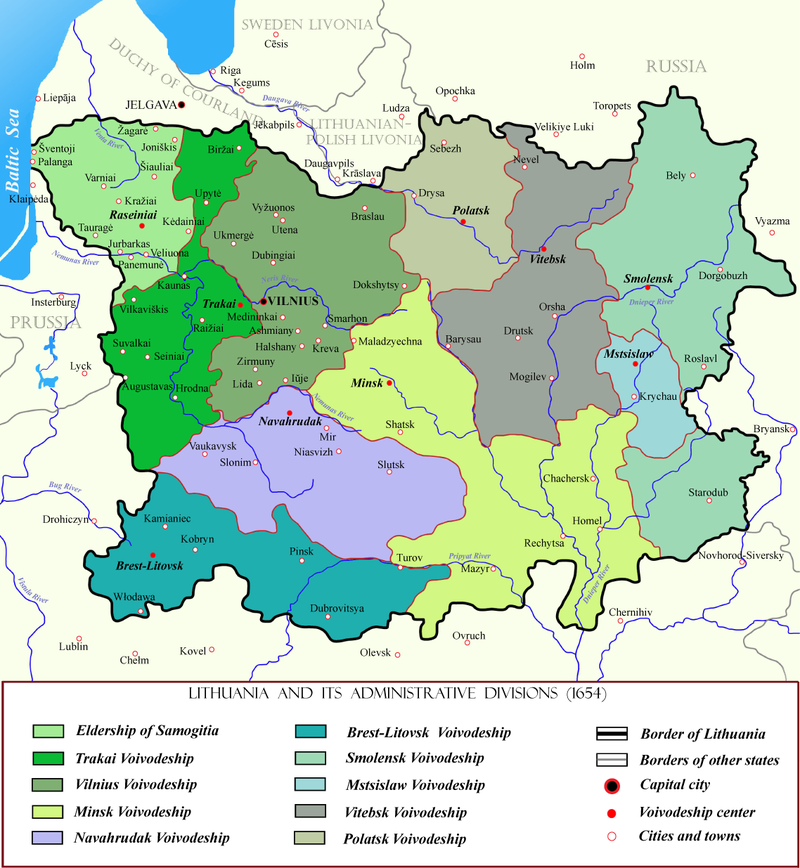 SWEDEN LIVONIA
Cēsis
DUCHY OF COURLAND
Holm
RUSSIA
Riga
Kegums
Liepāja
JELGAVA
Daugava River
Opochka
Ludza
Toropets
Jēkabpils
LITHUANIAN-
POLISH LIVONIA
Velikiye Luki
Baltic Sea
Žagarė
Venta River
Joniškis
Biržai
Sebezh
Nevel
Šventoji
Palanga
Šiauliai
Daugavpils
Krāslava
Bely
Varniai
Klaipėda
Kražiai
Upytė
Drysa
Raseiniai
Vyžuonos
Utena
Braslau
Polatsk
Tauragė
Kėdainiai
Ukmergė
Vyazma
Jurbarkas
Veliuona
Panemunė
Nemunas River
Dubingiai
Vitebsk
Kaunas
Neris River
Dokshytsy
Smolensk
Dorgobuzh
Insterburg
Vilkaviškis
Trakai
VILNIUS
Dnieper River
PRUSSIA
Raižiai
Medininkai
Smarhon
Orsha
Ashmiany
Suvalkai
Seiniai
Halshany
Kreva
Maladzyechna
Barysau
Drutsk
Mstsislaw
Lyck
Zirmuny
Roslavl
Augustavas
Hrodna
Lida
Iŭje
Minsk
Mogilev
Krychau
Nemunas River
Navahrudak
Mir
Shatsk
Bryansk
Vaukavysk
Niasvizh
Slonim
Slutsk
Bug River
Chachersk
Starodub
Drohiczyn
Kamianiec
Homel
Kobryn
Pinsk
Rechytsa
Brest-Litovsk
Turov
Pripyat River
Mazyr
Novhorod-Siversky
Vistula River
Włodawa
Dubrovitsya
Dnieper River
Chernihiv
Lublin
Chelm
Kovel
Olevsk
Ovruch
LITHUANIA AND ITS ADMINISTRATIVE DIVISIONS (1654)
Eldership of Samogitia
Trakai Voivodeship
Vilnius Voivodeship
Minsk Voivodeship
Navahrudak Voivodeship
Brest-Litovsk Voivodeship
Smolensk Voivodeship
Mstsislaw Voivodeship
Vitebsk Voivodeship
Polatsk Voivodeship
Border of Lithuania
Borders of other states
Capital city
Voivodeship center
Cities and towns